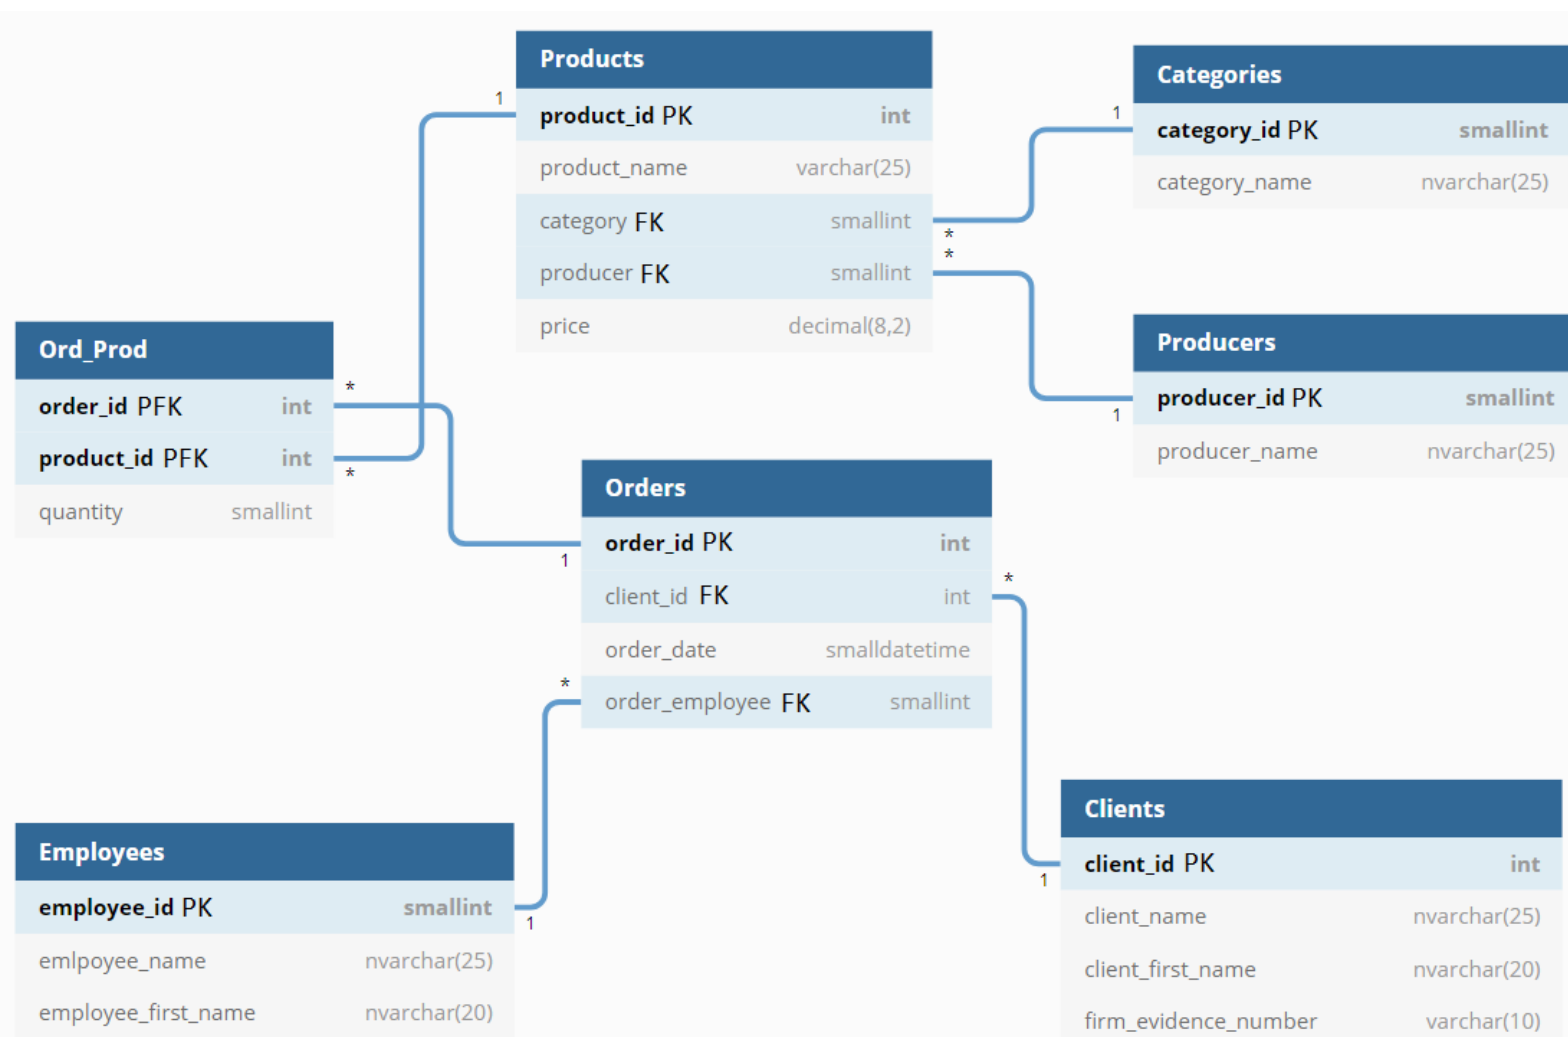 Products
product_id PK int
product_name varchar(25)
category FK smallint
producer FK smallint
price decimal(8,2)
1
*
*
Categories
category_id PK smallint
category_name nvarchar(25)
1
Producers
producer_id PK smallint
producer_name nvarchar(25)
1
Ord_Prod
order_id PFK int
product_id PFK int
quantity smallint
*
*
Orders
order_id PK int
client_id FK int
order_date smalldatetime
order_employee FK smallint
1
*
*
Employees
employee_id PK smallint
emlpoyee_name nvarchar(25)
employee_first_name nvarchar(20)
1
Clients
client_id PK int
client_name nvarchar(25)
client_first_name nvarchar(20)
firm_evidence_number varchar(10)
1